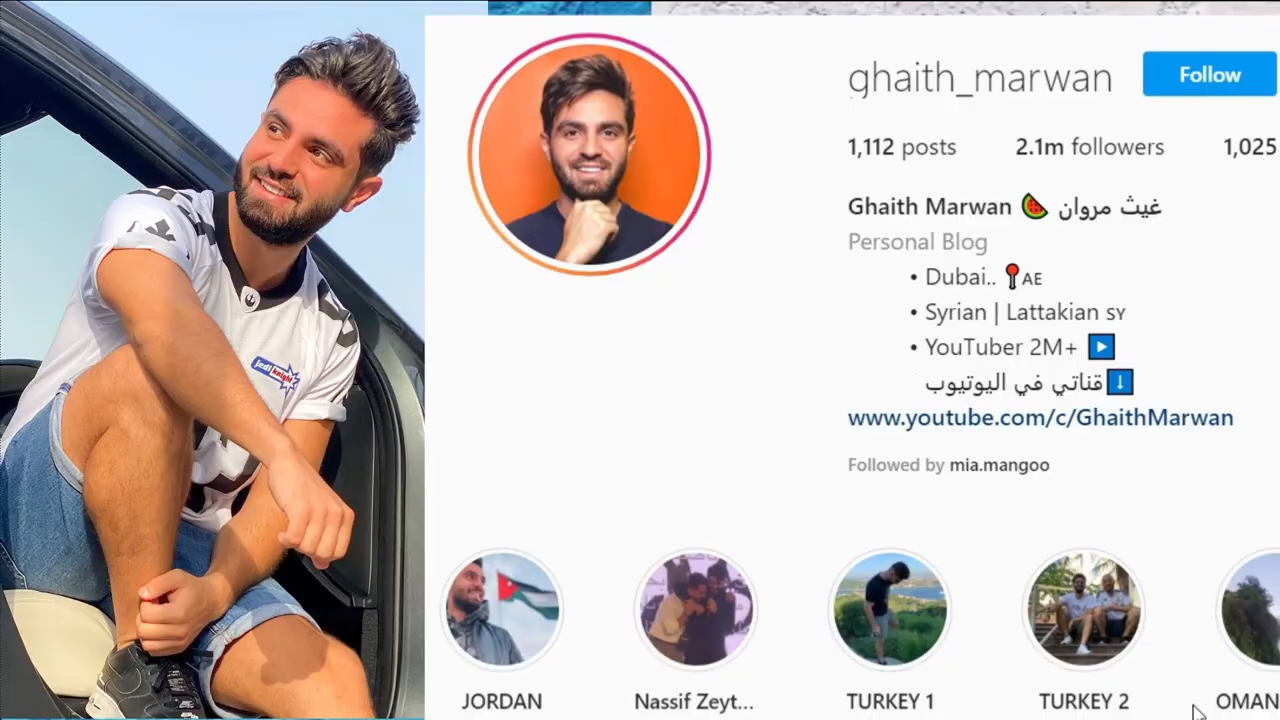 ghaith_marwan
Follow
1,112 posts 2.1m followers 1,025
Ghaith Marwan 🍉 غيث مروان
Personal Blog
• Dubai.. 📍AE
• Syrian | Lattakian SY
• YouTuber 2M+ ▶️
قناتي في اليوتيوب ⬇️
www.youtube.com/c/GhaithMarwan
Followed by mia.mangoo
jedi knight
JORDAN
Nassif Zeyt...
TURKEY 1
TURKEY 2
OMAN